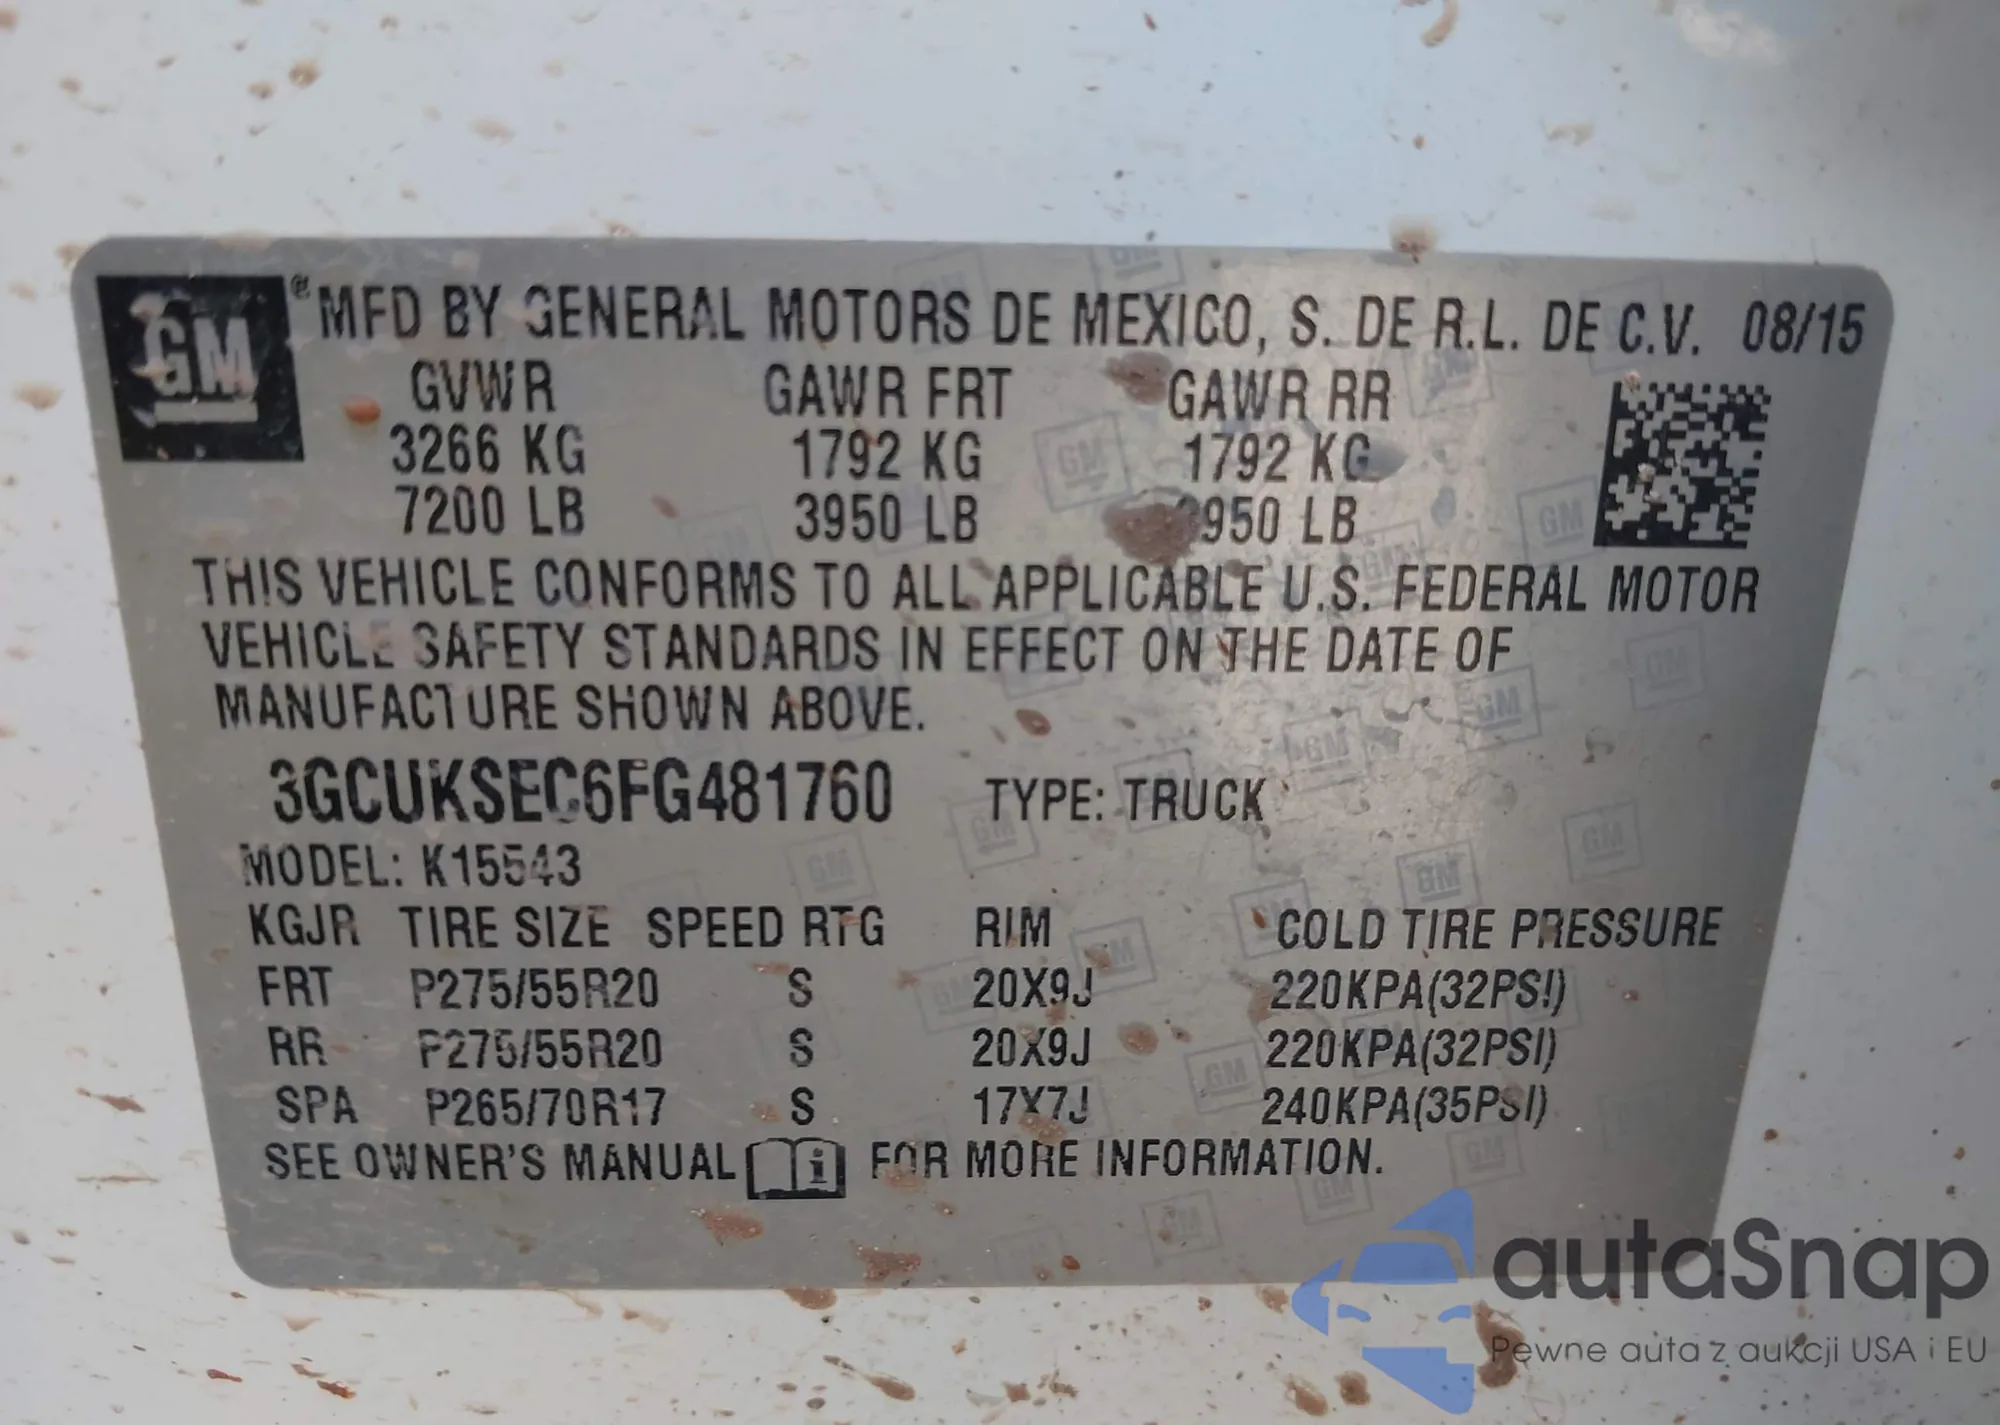 GM ® MFD BY GENERAL MOTORS DE MEXICO, S. DE R.L. DE C.V. 08/15
GVWR GAWR FRT GAWR RR
3266 KG 1792 KG 1792 KG
7200 LB 3950 LB 3950 LB
THIS VEHICLE CONFORMS TO ALL APPLICABLE U.S. FEDERAL MOTOR
VEHICLE SAFETY STANDARDS IN EFFECT ON THE DATE OF
MANUFACTURE SHOWN ABOVE.
3GCUKSEC6FG481760 TYPE: TRUCK
MODEL: K15543
KGJR TIRE SIZE SPEED RTG RIM COLD TIRE PRESSURE
FRT P275/55R20 S 20X9J 220KPA(32PSI)
RR P275/55R20 S 20X9J 220KPA(32PSI)
SPA P265/70R17 S 17X7J 240KPA(35PSI)
SEE OWNER'S MANUAL i FOR MORE INFORMATION.
autaSnap
Pewne auta z aukcji USA i EU